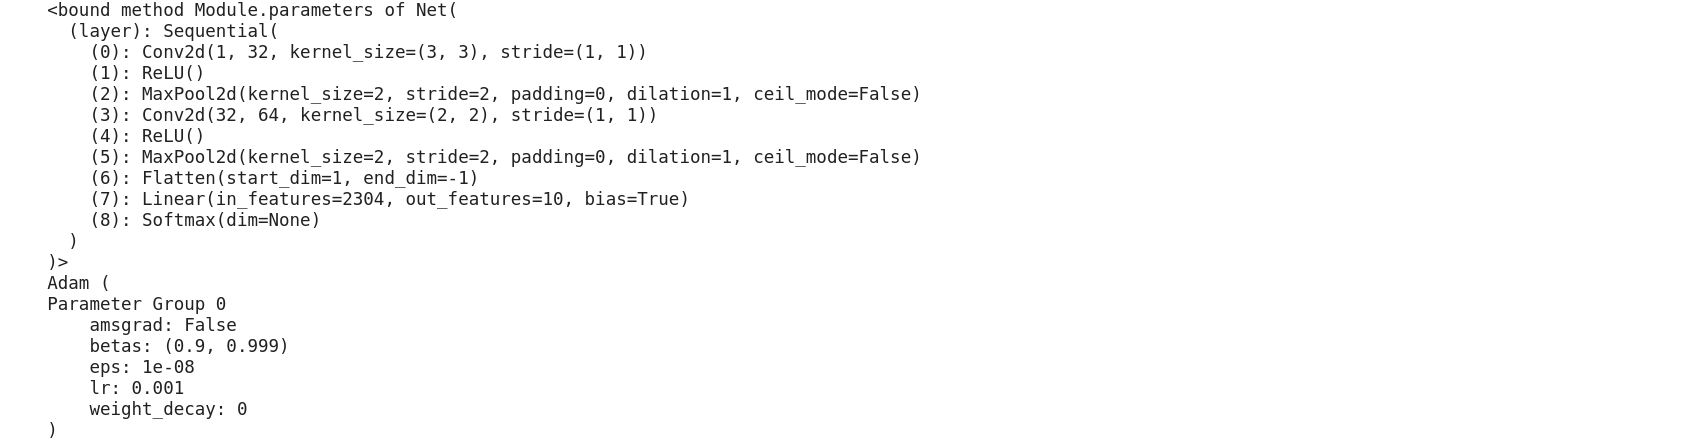 <bound method Module.parameters of Net(
  (layer): Sequential(
    (0): Conv2d(1, 32, kernel_size=(3, 3), stride=(1, 1))
    (1): ReLU()
    (2): MaxPool2d(kernel_size=2, stride=2, padding=0, dilation=1, ceil_mode=False)
    (3): Conv2d(32, 64, kernel_size=(2, 2), stride=(1, 1))
    (4): ReLU()
    (5): MaxPool2d(kernel_size=2, stride=2, padding=0, dilation=1, ceil_mode=False)
    (6): Flatten(start_dim=1, end_dim=-1)
    (7): Linear(in_features=2304, out_features=10, bias=True)
    (8): Softmax(dim=None)
  )
)>
Adam (
Parameter Group 0
    amsgrad: False
    betas: (0.9, 0.999)
    eps: 1e-08
    lr: 0.001
    weight_decay: 0
)